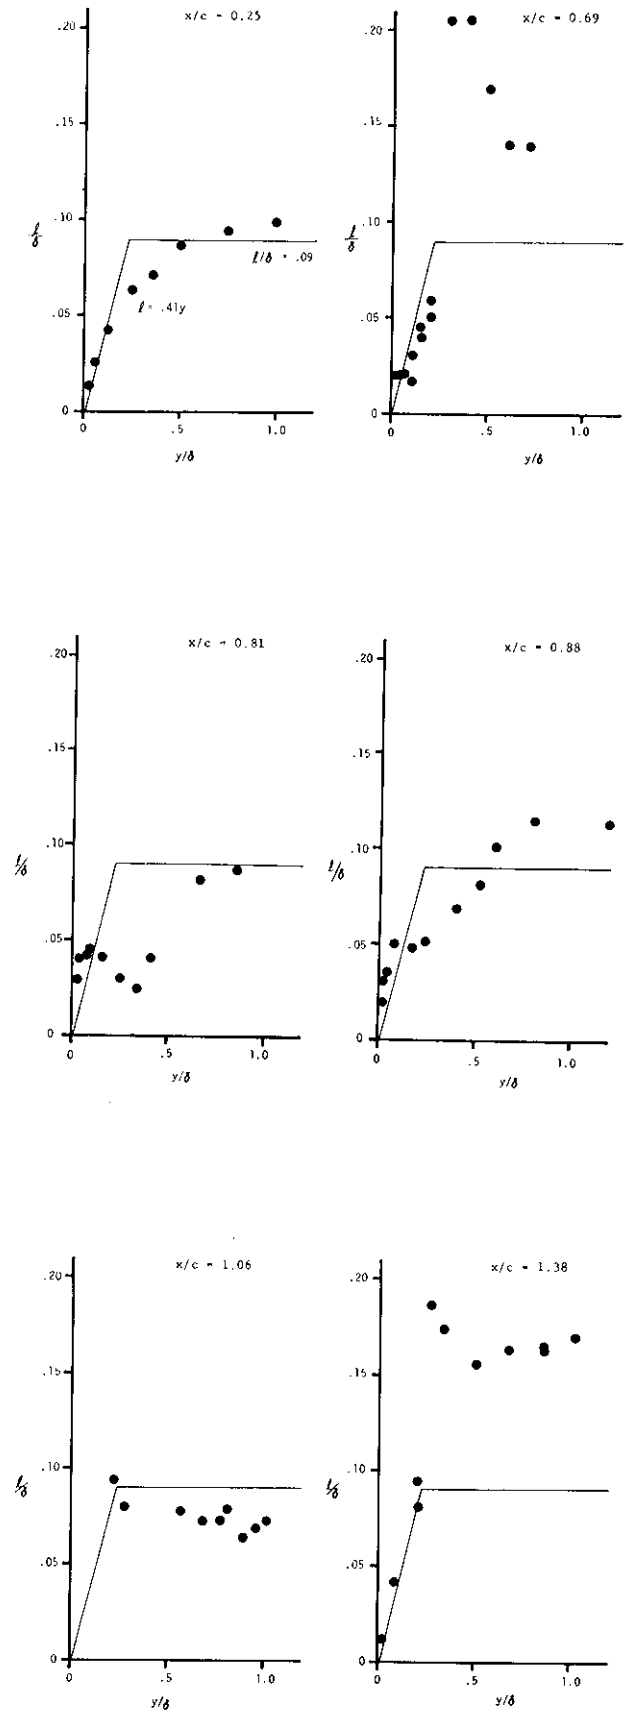 x/c = 0.25
.20
.15
.10
.05
0
ℓ/δ
ℓ/δ = .09
ℓ = .41y
0 .5 1.0
y/δ
x/c = 0.69
.20
.15
.10
.05
0
ℓ/δ
0 .5 1.0
y/δ
x/c = 0.81
.20
.15
.10
.05
0
ℓ/δ
0 .5 1.0
y/δ
x/c = 0.88
.20
.15
.10
.05
0
ℓ/δ
0 .5 1.0
y/δ
x/c = 1.06
.20
.15
.10
.05
0
ℓ/δ
0 .5 1.0
y/δ
x/c = 1.38
.20
.15
.10
.05
0
ℓ/δ
0 .5 1.0
y/δ